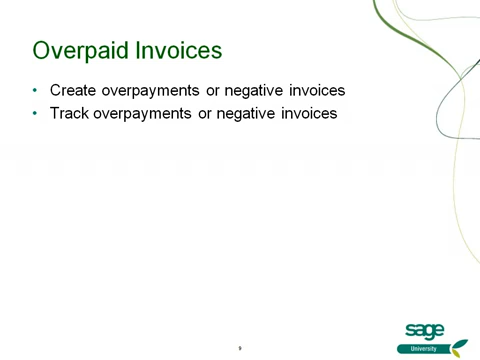 Overpaid Invoices
• Create overpayments or negative invoices
• Track overpayments or negative invoices
sage
University
9